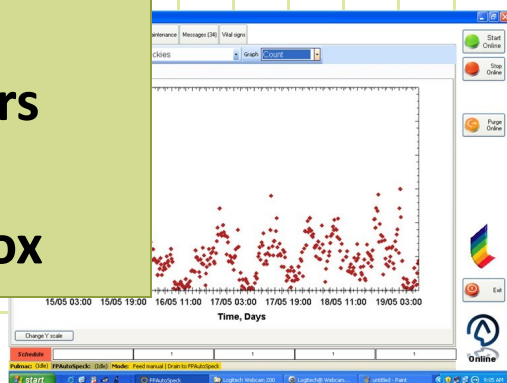 rs
ox
aintenance Messages (34) Vital signs
ckies Graph Count
Start Online
Stop Online
Purge Online
15/05 03:00 15/05 19:00 16/05 11:00 17/05 03:00 17/05 19:00 18/05 11:00 19/05 03:00
Time, Days
Exit
Change Y scale
Online
Schedule 1 1 1 1
Pulmac: (Idle) FPAutoSpeck: (Idle) Mode: Feed manual | Drain to FPAutoSpeck
start FPAutoSpeck Logitech Webcam 200 Logitech® Webcam... untitled - Paint 9:05 AM